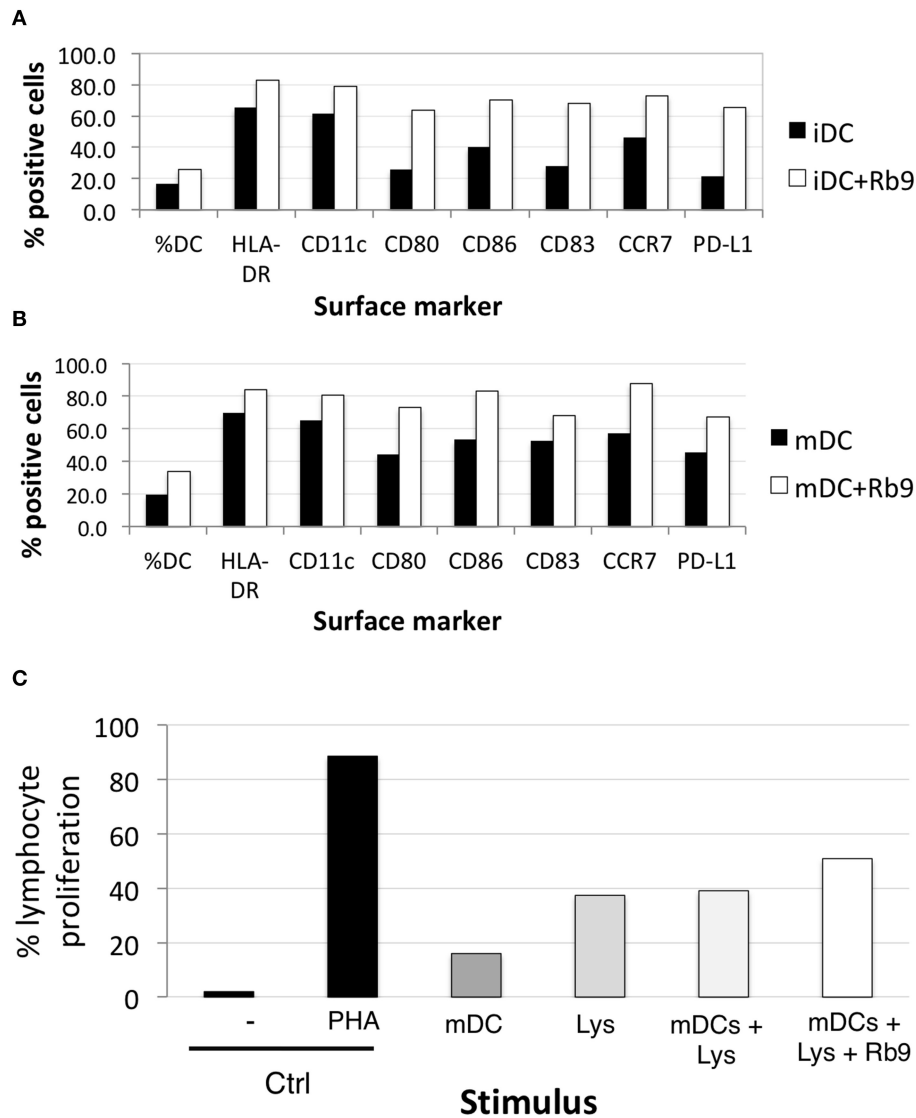 A
% positive cells
100.0
80.0
60.0
40.0
20.0
0.0
%DC HLA-DR CD11c CD80 CD86 CD83 CCR7 PD-L1
Surface marker
iDC
iDC+Rb9
B
% positive cells
100.0
80.0
60.0
40.0
20.0
0.0
%DC HLA-DR CD11c CD80 CD86 CD83 CCR7 PD-L1
Surface marker
mDC
mDC+Rb9
C
% lymphocyte
proliferation
100
80
60
40
20
0
- PHA mDC Lys mDCs + Lys mDCs + Lys + Rb9
Ctrl
Stimulus